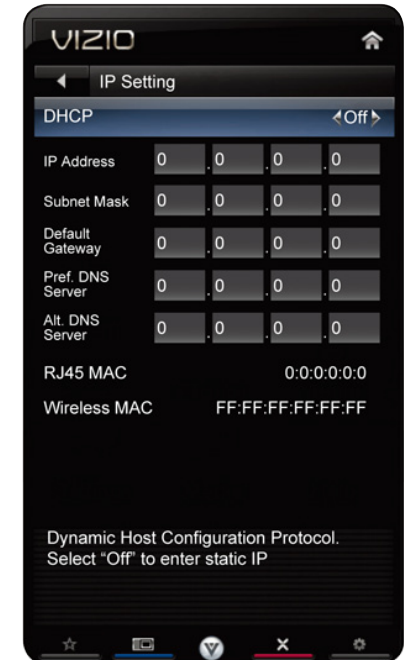 VIZIO
IP Setting
DHCP Off
IP Address 0 . 0 . 0 . 0
Subnet Mask 0 . 0 . 0 . 0
Default
Gateway 0 . 0 . 0 . 0
Pref. DNS
Server 0 . 0 . 0 . 0
Alt. DNS
Server 0 . 0 . 0 . 0
RJ45 MAC 0:0:0:0:0:0
Wireless MAC FF:FF:FF:FF:FF:FF
Dynamic Host Configuration Protocol.
Select “Off” to enter static IP
V